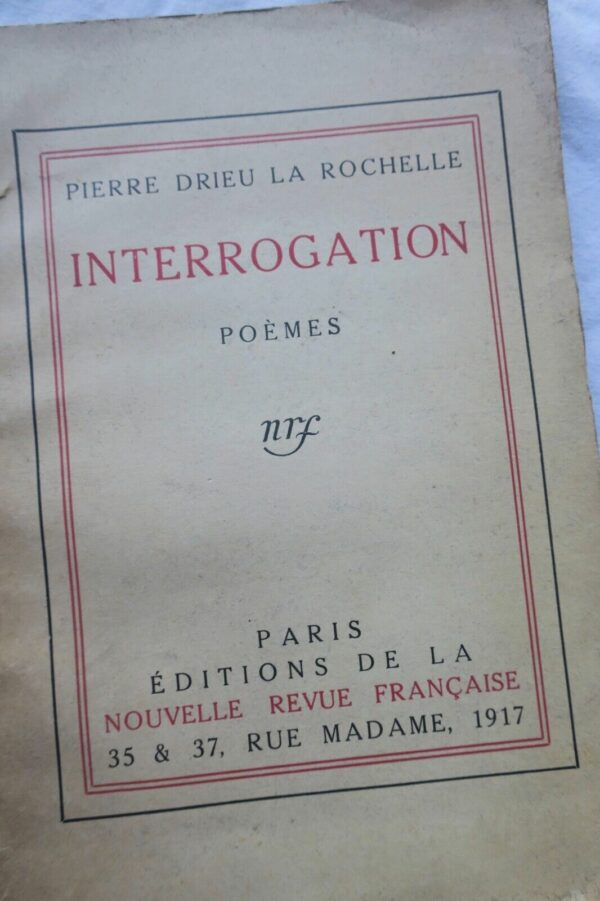 PIERRE DRIEU LA ROCHELLE
INTERROGATION
POÈMES
nrf
PARIS
ÉDITIONS DE LA
NOUVELLE REVUE FRANÇAISE
35 & 37, RUE MADAME, 1917